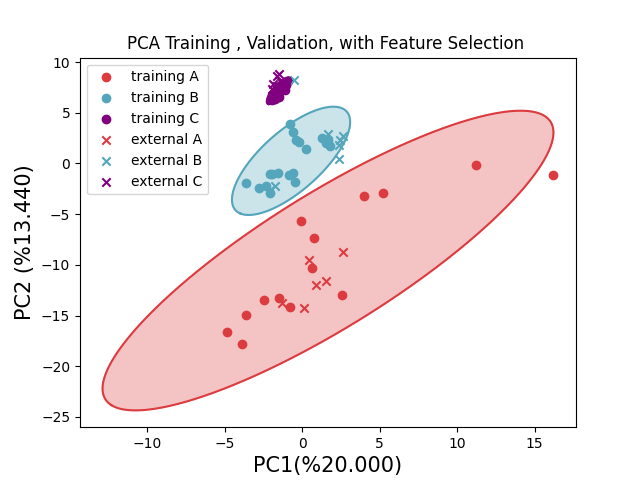 PCA Training , Validation, with Feature Selection
training A
training B
training C
external A
external B
external C
10
5
0
−5
−10
−15
−20
−25
PC2 (%13.440)
−10
−5
0
5
10
15
PC1(%20.000)